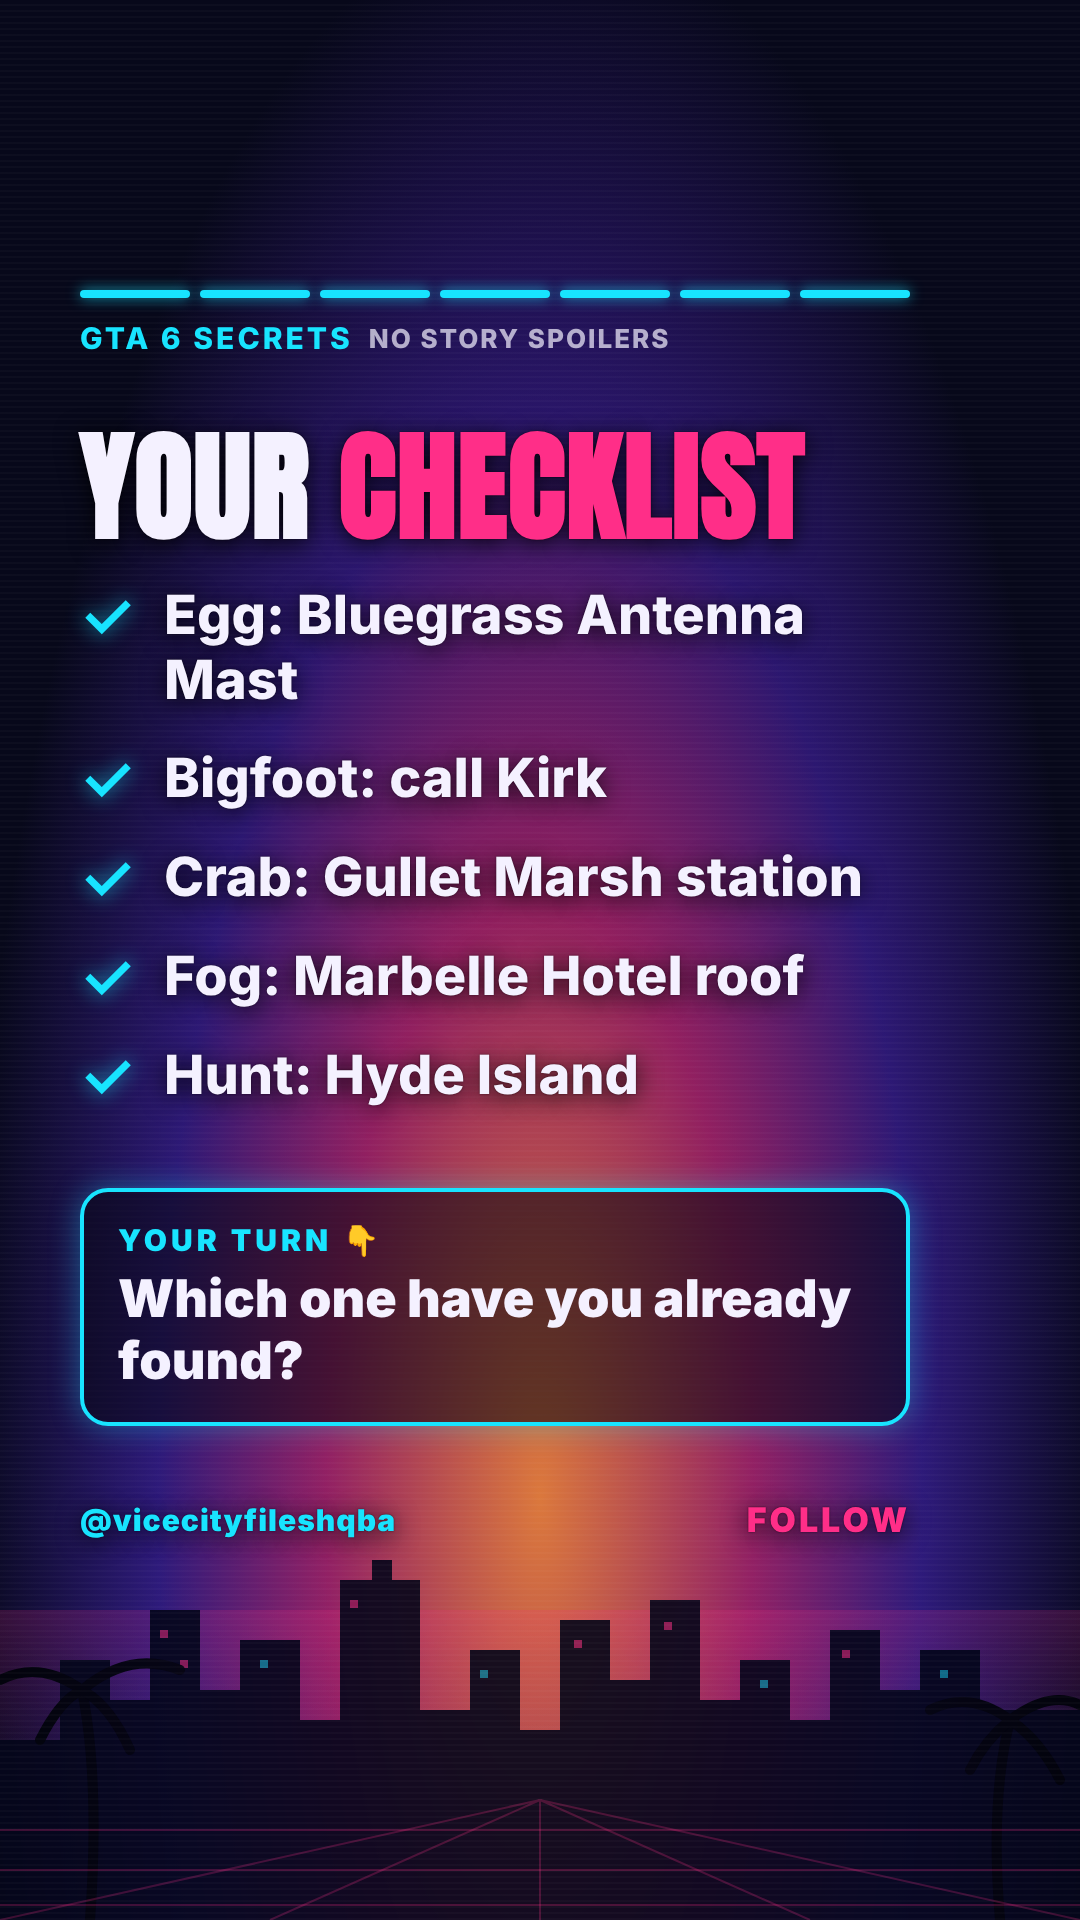 GTA 6 SECRETS NO STORY SPOILERS
YOUR CHECKLIST
Egg: Bluegrass Antenna
Mast
Bigfoot: call Kirk
Crab: Gullet Marsh station
Fog: Marbelle Hotel roof
Hunt: Hyde Island
YOUR TURN 👇
Which one have you already
found?
@vicecityfileshqba
FOLLOW